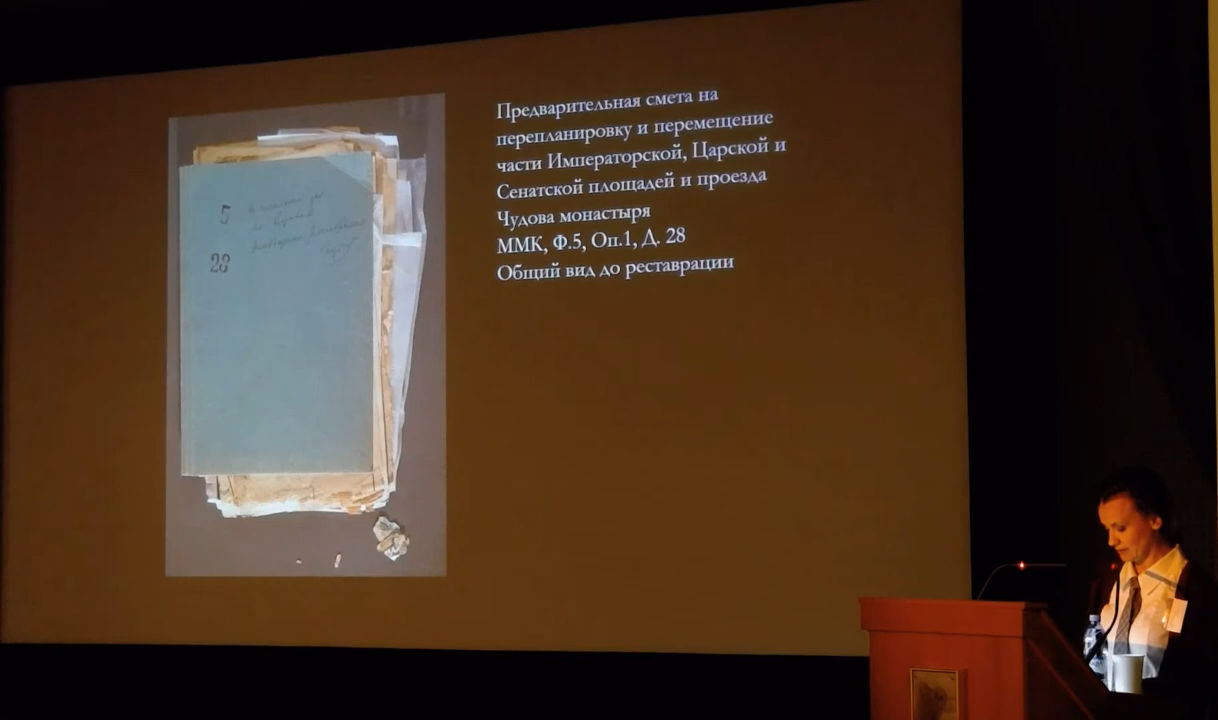 Предварительная смета на
перепланировку и перемещение
части Императорской, Царской и
Сенатской площадей и проезда
Чудова монастыря
ММК, Ф.5, Оп.1, Д. 28
Общий вид до реставрации
5
28